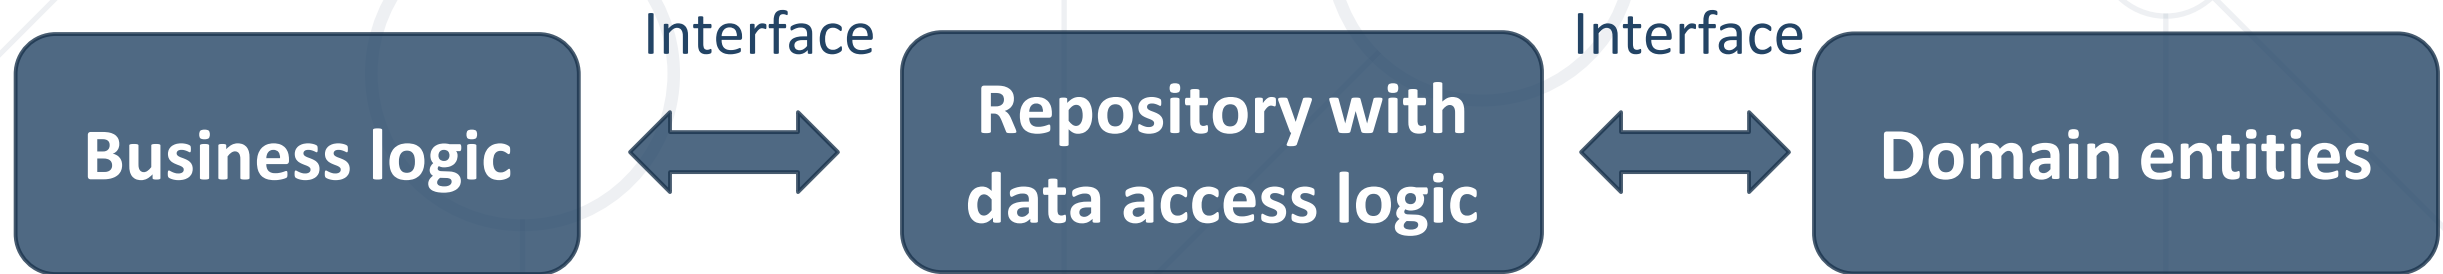 Interface
Interface
Business logic
Repository with
data access logic
Domain entities